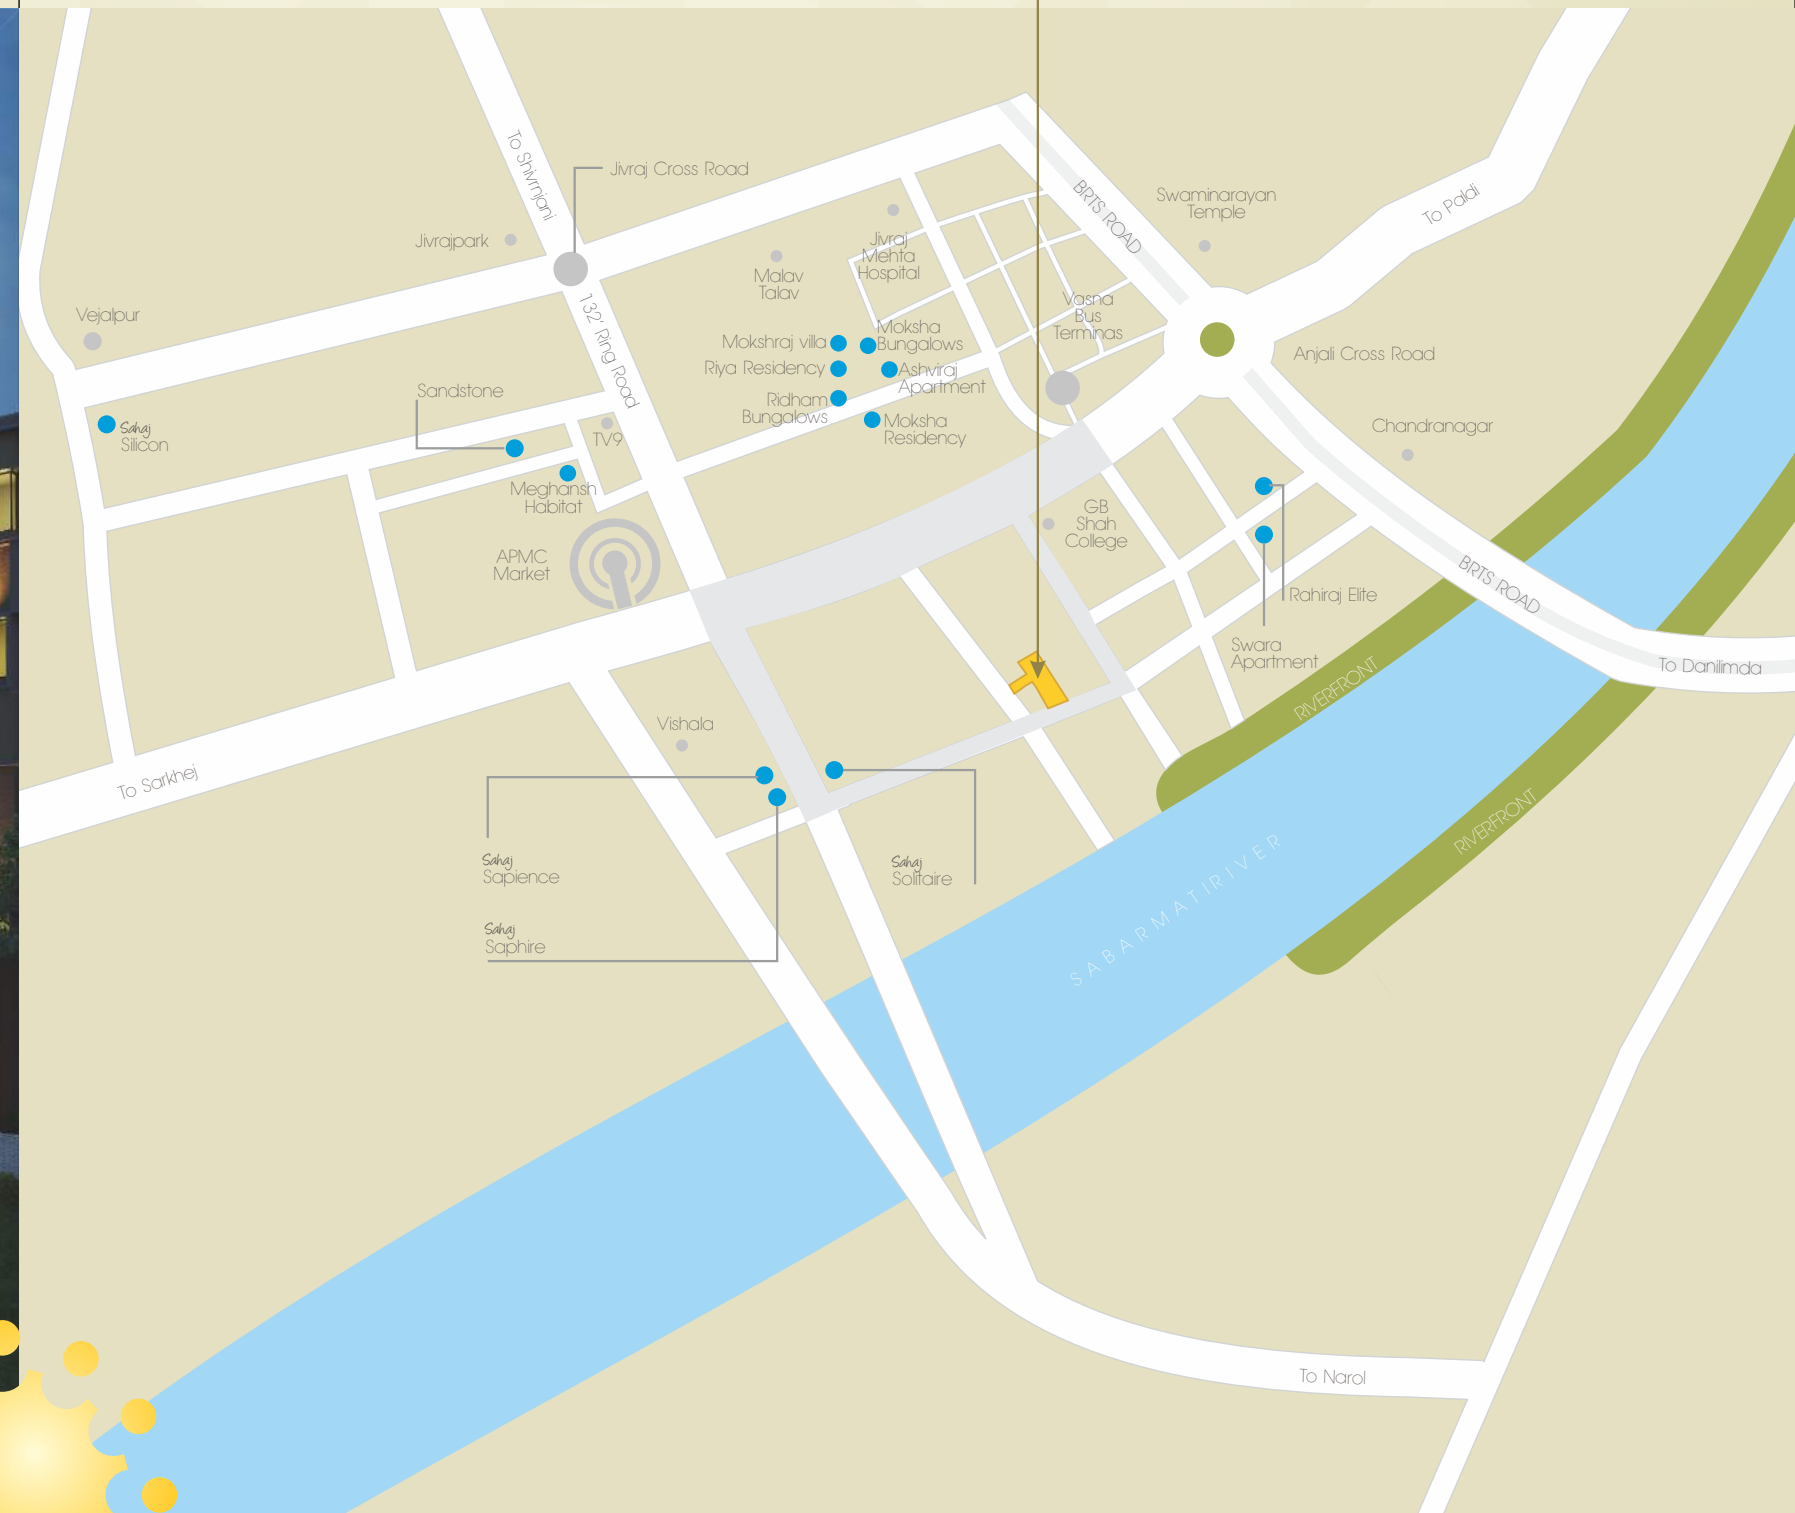 To Shivrnjani
Jivraj Cross Road
BRTS ROAD
Swaminarayan
Temple
To Paldi
Jivrajpark
Jivraj
Mehta
Hospital
Malav
Talav
Vejalpur
132' Ring Road
Vasna
Bus
Terminas
Mokshraj villa
Moksha
Bungalows
Anjali Cross Road
Riya Residency
Ashviraj
Apartment
Sandstone
Ridham
Bungalows
Moksha
Residency
Sahaj
Silicon
TV9
Chandranagar
Meghansh
Habitat
GB
Shah
College
APMC
Market
BRTS ROAD
Rahiraj Elite
Swara
Apartment
To Danilimda
RIVERFRONT
Vishala
To Sarkhej
RIVERFRONT
Sahaj
Sapience
Sahaj
Solitaire
SABARMATIRIVER
Sahaj
Saphire
To Narol